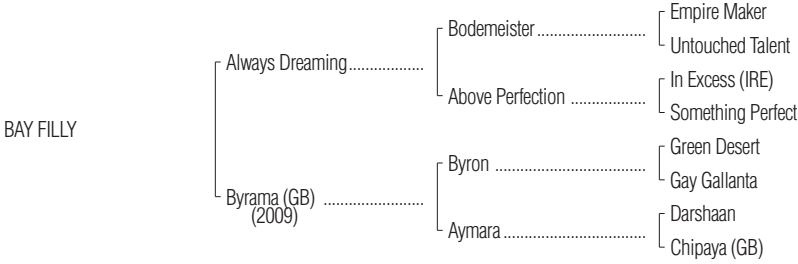 Empire Maker
Bodemeister
Untouched Talent
Always Dreaming
In Excess (IRE)
Above Perfection
Something Perfect
BAY FILLY
Green Desert
Byron
Gay Gallanta
Byrama (GB)
(2009)
Darshaan
Aymara
Chipaya (GB)